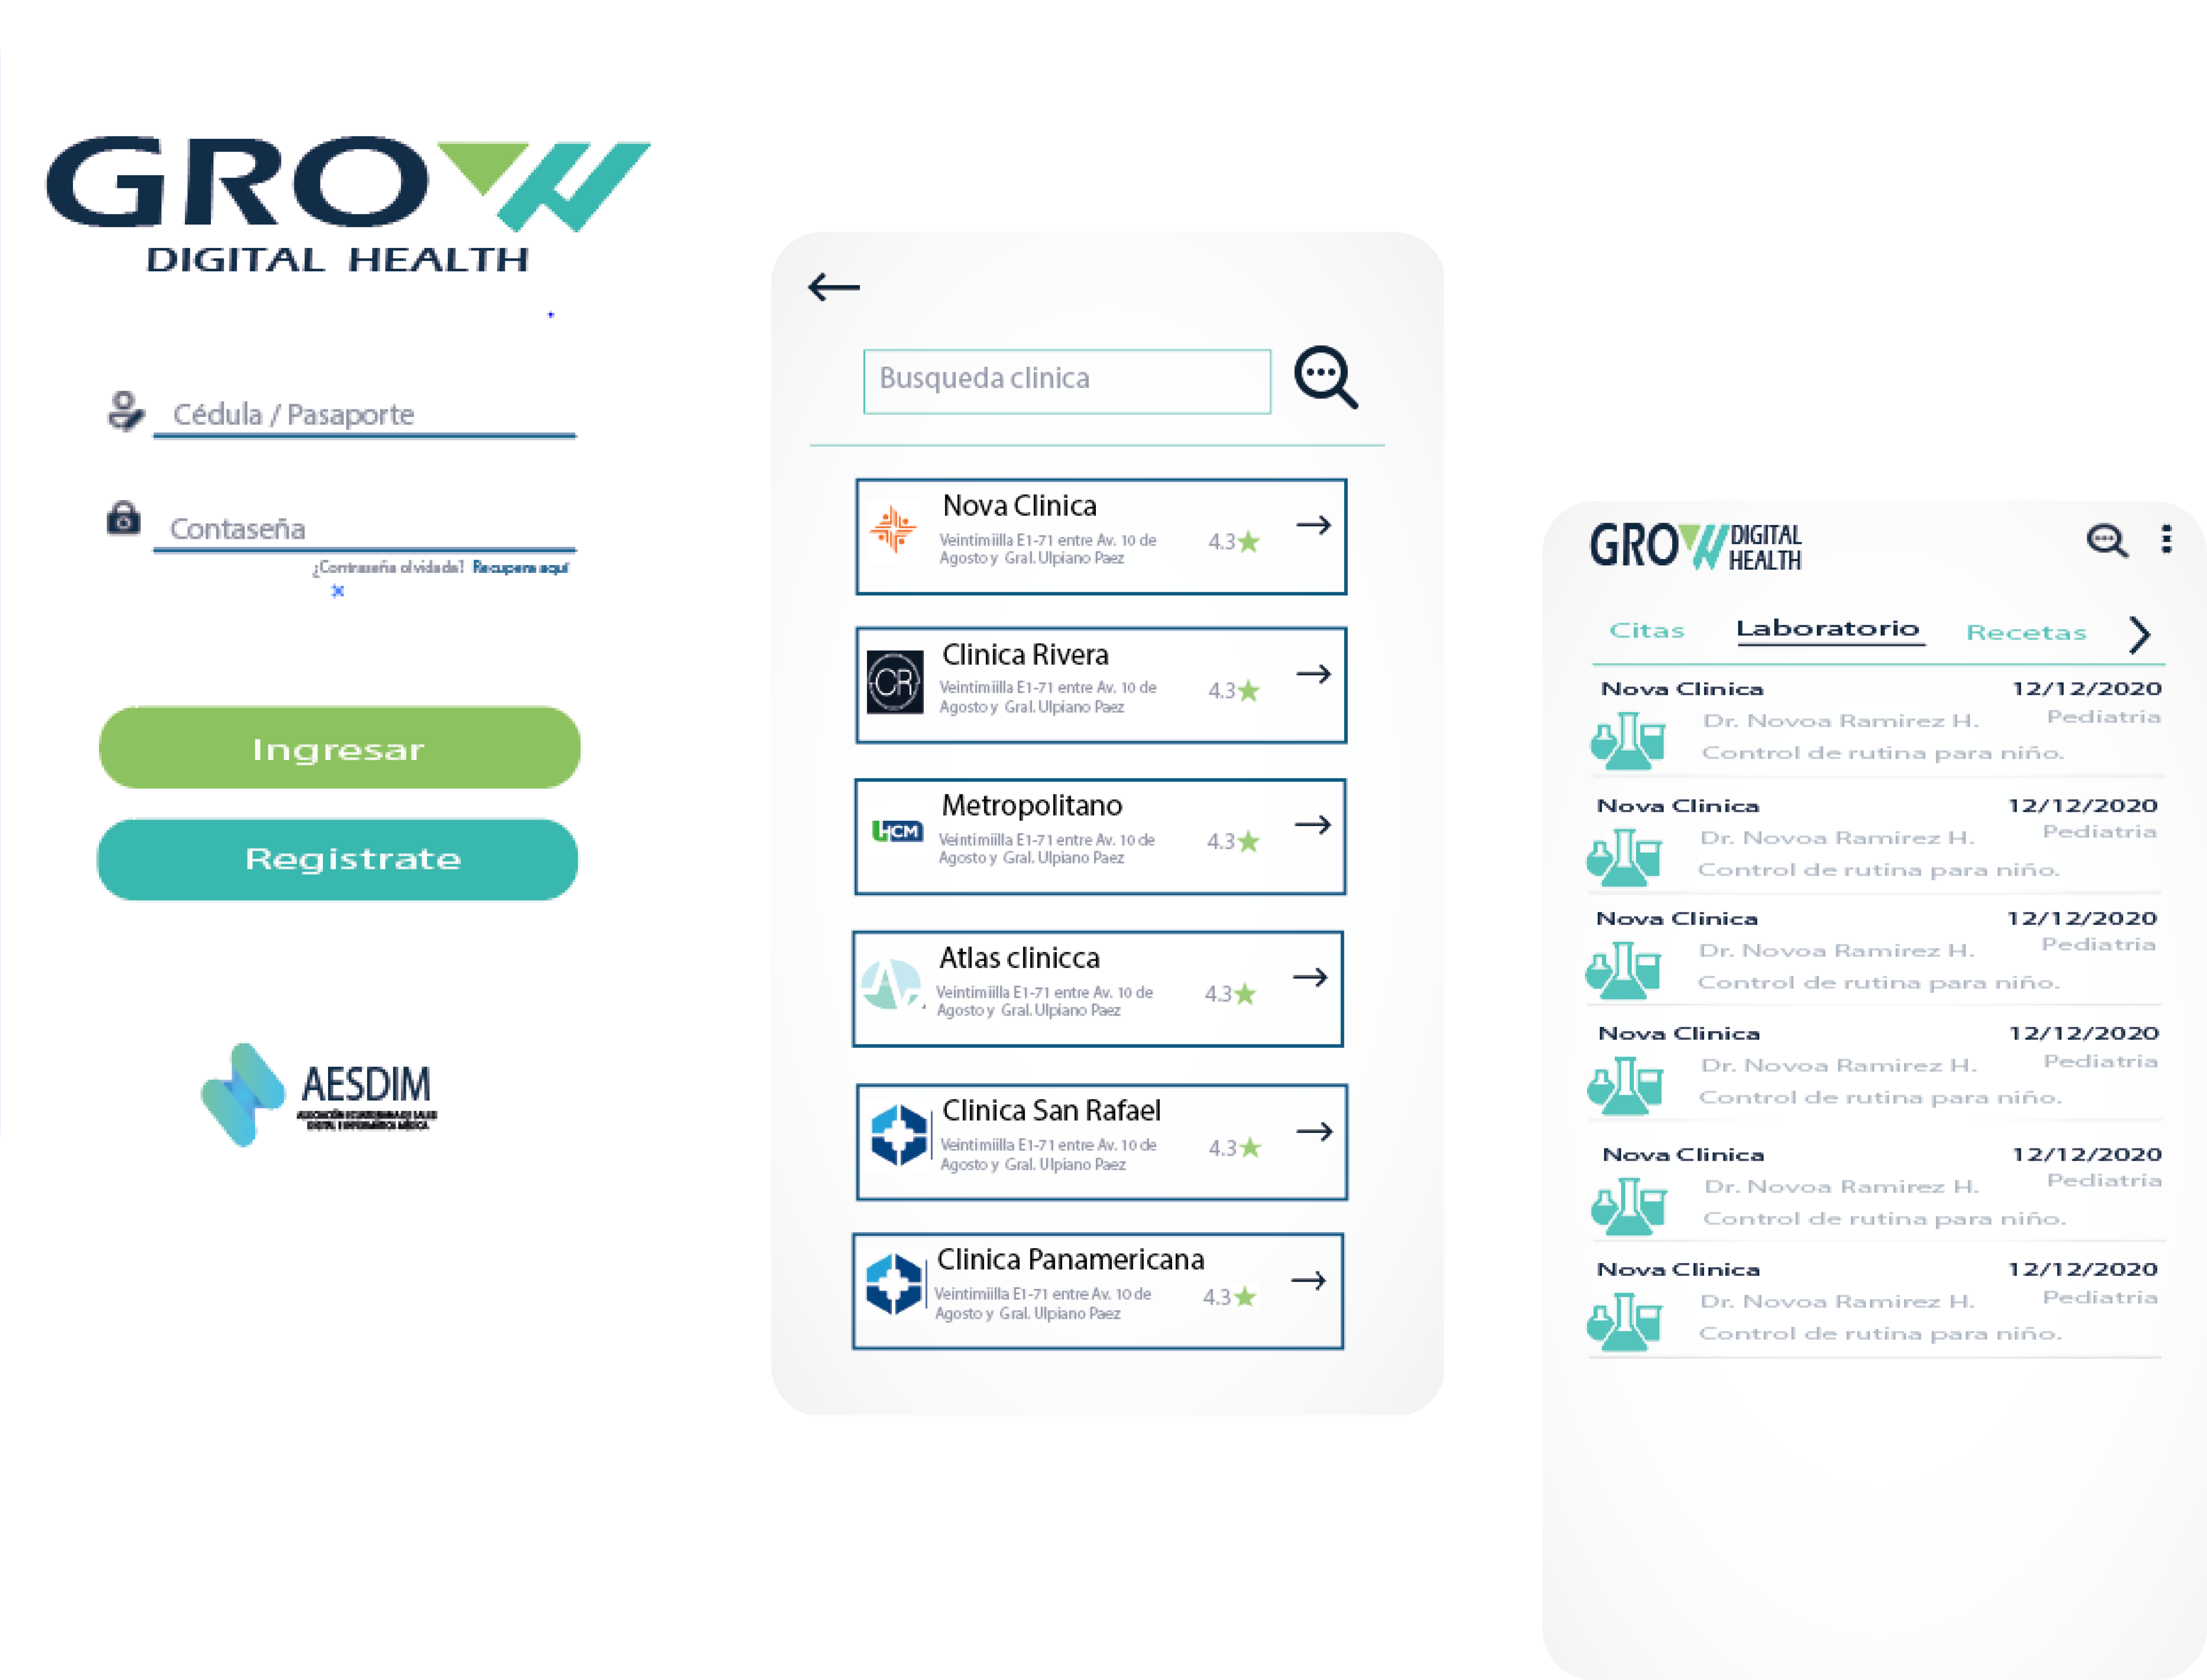 GROW
DIGITAL HEALTH
Cédula / Pasaporte
Contaseña
¿Contraseña olvidada? Recupera aquí
Ingresar
Registrate
AESDIM
ASOCIACIÓN ECUATORIANA DE SALUD
DIGITAL E INFORMÁTICA MÉDICA
Busqueda clinica
Nova Clinica
Veintimiilla E1-71 entre Av. 10 de
Agosto y Gral. Ulpiano Paez
4.3
CR
Clinica Rivera
Veintimiilla E1-71 entre Av. 10 de
Agosto y Gral. Ulpiano Paez
4.3
HCM
Metropolitano
Veintimiilla E1-71 entre Av. 10 de
Agosto y Gral. Ulpiano Paez
4.3
Atlas clinicca
Veintimiilla E1-71 entre Av. 10 de
Agosto y Gral. Ulpiano Paez
4.3
Clinica San Rafael
Veintimiilla E1-71 entre Av. 10 de
Agosto y Gral. Ulpiano Paez
4.3
Clinica Panamericana
Veintimiilla E1-71 entre Av. 10 de
Agosto y Gral. Ulpiano Paez
4.3
GROW DIGITAL
HEALTH
Citas Laboratorio Recetas
Nova Clinica 12/12/2020
Dr. Novoa Ramirez H. Pediatria
Control de rutina para niño.
Nova Clinica 12/12/2020
Dr. Novoa Ramirez H. Pediatria
Control de rutina para niño.
Nova Clinica 12/12/2020
Dr. Novoa Ramirez H. Pediatria
Control de rutina para niño.
Nova Clinica 12/12/2020
Dr. Novoa Ramirez H. Pediatria
Control de rutina para niño.
Nova Clinica 12/12/2020
Dr. Novoa Ramirez H. Pediatria
Control de rutina para niño.
Nova Clinica 12/12/2020
Dr. Novoa Ramirez H. Pediatria
Control de rutina para niño.